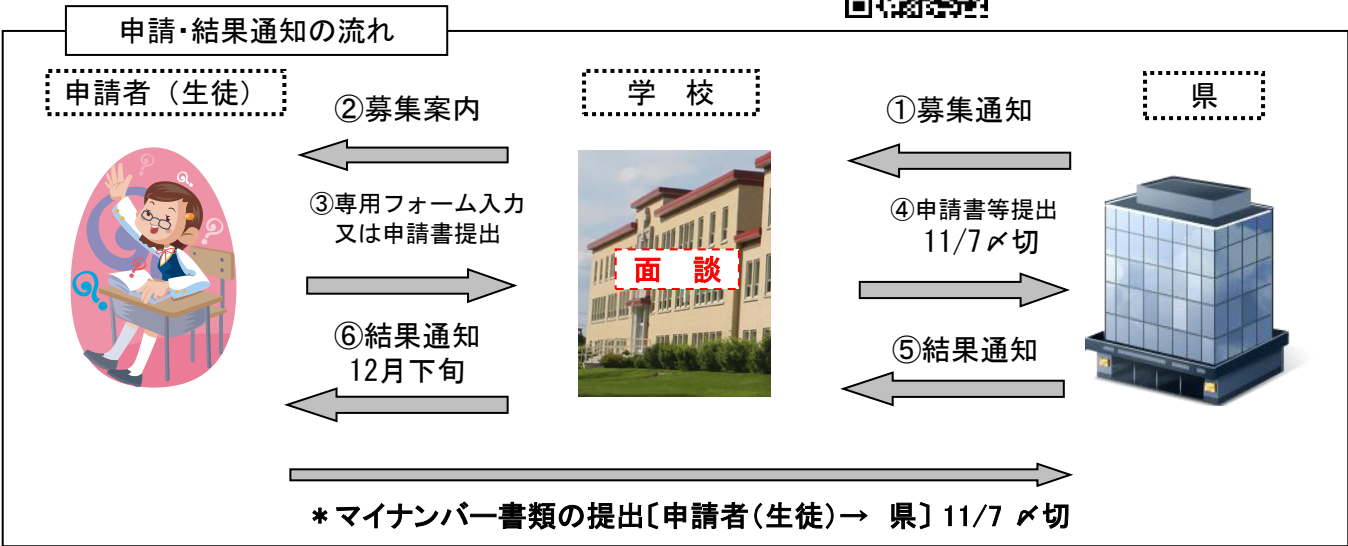 申請・結果通知の流れ
申請者（生徒）
学　校
県
②募集案内
①募集通知
③専用フォーム入力
又は申請書提出
④申請書等提出
11/7〆切
面　談
⑥結果通知
12月下旬
⑤結果通知
＊マイナンバー書類の提出〔申請者(生徒)→　県〕 11/7 〆切